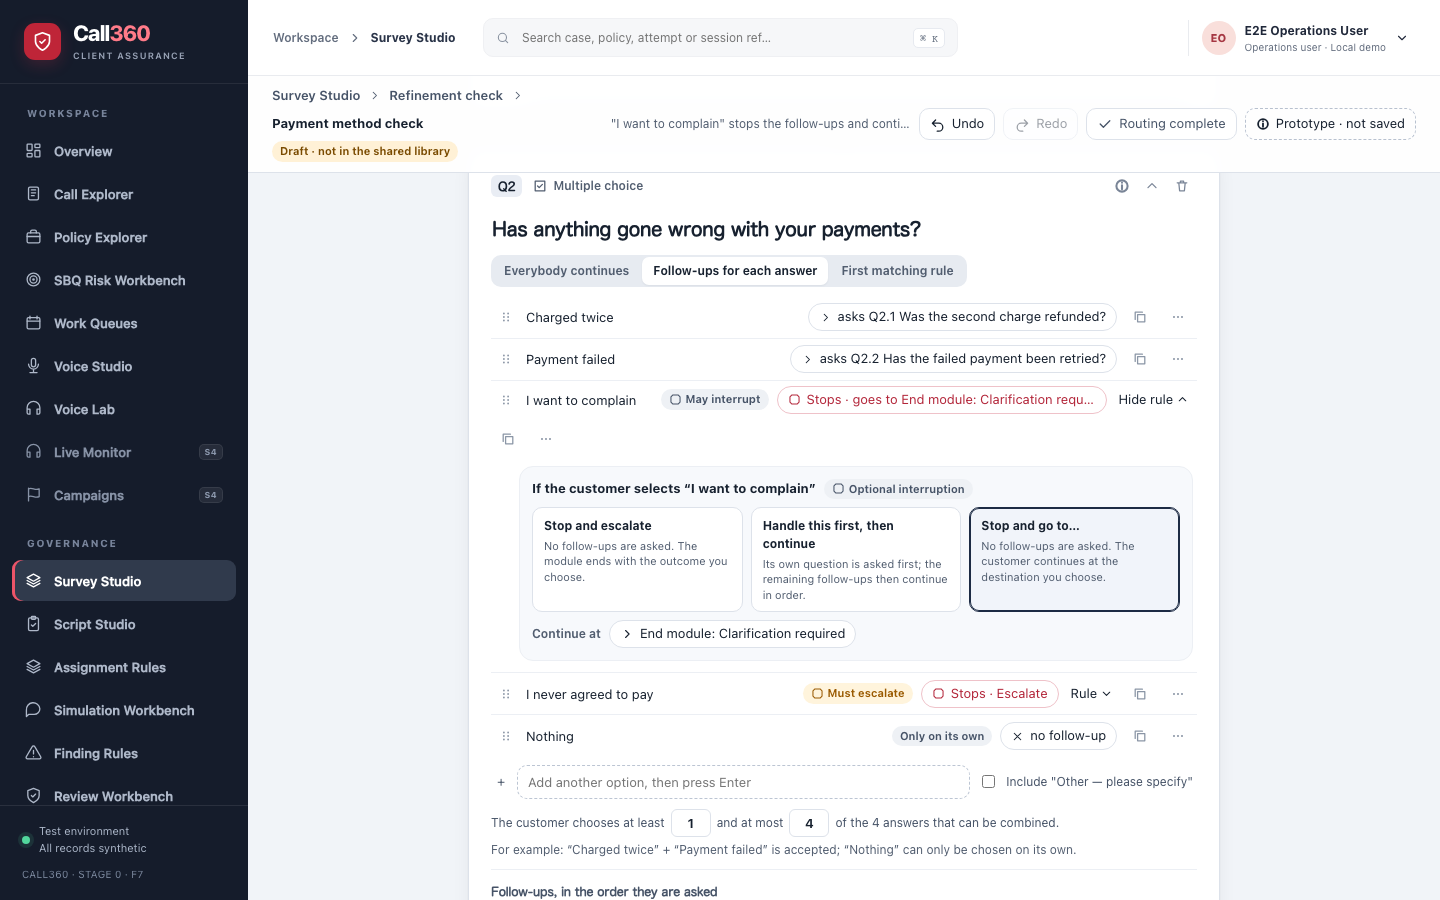 Call360
CLIENT ASSURANCE
WORKSPACE
Overview
Call Explorer
Policy Explorer
SBQ Risk Workbench
Work Queues
Voice Studio
Voice Lab
Live Monitor S4
Campaigns S4
GOVERNANCE
Survey Studio
Script Studio
Assignment Rules
Simulation Workbench
Finding Rules
Review Workbench
Test environment
All records synthetic
CALL360 · STAGE 0 · F7
Workspace > Survey Studio
Search case, policy, attempt or session ref...
⌘ K
EO
E2E Operations User
Operations user · Local demo
Survey Studio > Refinement check >
Payment method check
Draft · not in the shared library
"I want to complain" stops the follow-ups and conti...
Undo
Redo
Routing complete
Prototype · not saved
Q2 Multiple choice
Has anything gone wrong with your payments?
Everybody continues
Follow-ups for each answer
First matching rule
Charged twice
asks Q2.1 Was the second charge refunded?
Payment failed
asks Q2.2 Has the failed payment been retried?
I want to complain
May interrupt
Stops · goes to End module: Clarification requ...
Hide rule
If the customer selects “I want to complain”
Optional interruption
Stop and escalate
No follow-ups are asked. The
module ends with the outcome you
choose.
Handle this first, then
continue
Its own question is asked first; the
remaining follow-ups then continue
in order.
Stop and go to...
No follow-ups are asked. The
customer continues at the
destination you choose.
Continue at
End module: Clarification required
I never agreed to pay
Must escalate
Stops · Escalate
Rule
Nothing
Only on its own
no follow-up
Add another option, then press Enter
Include "Other — please specify"
The customer chooses at least 1 and at most 4 of the 4 answers that can be combined.
For example: “Charged twice” + “Payment failed” is accepted; “Nothing” can only be chosen on its own.
Follow-ups, in the order they are asked